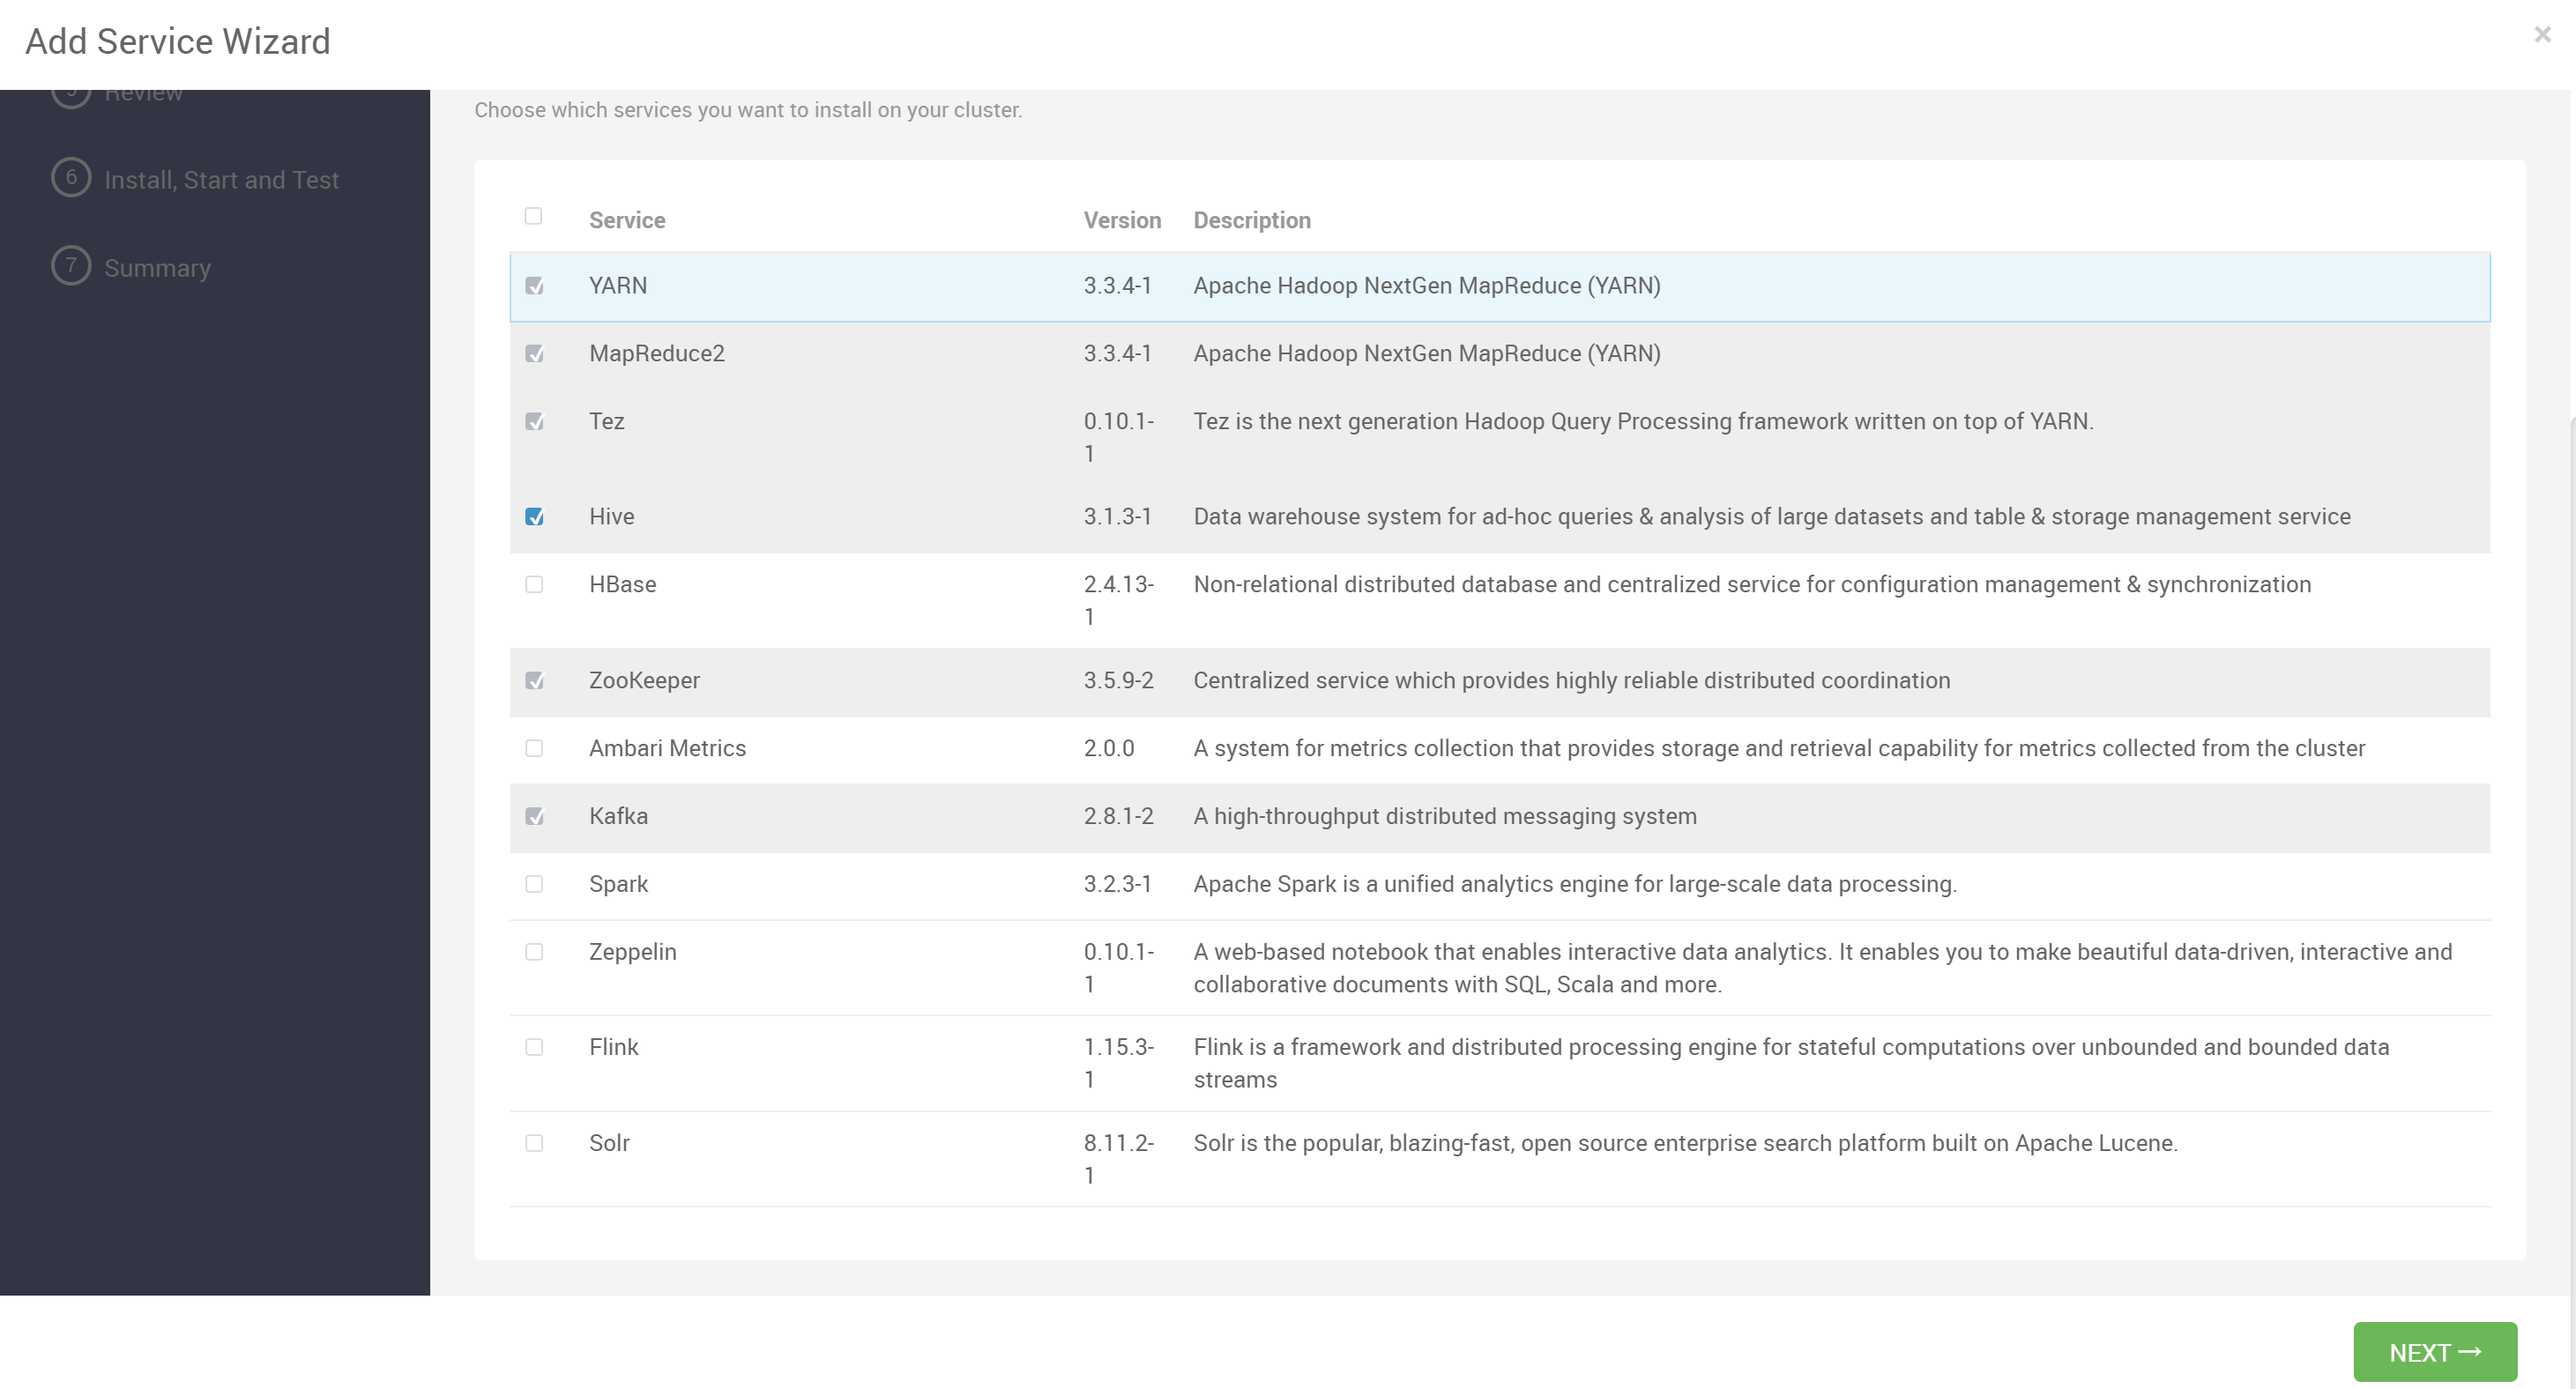 Add Service Wizard
×
5 Review
Choose which services you want to install on your cluster.
6 Install, Start and Test
7 Summary
Service Version Description
YARN 3.3.4-1 Apache Hadoop NextGen MapReduce (YARN)
MapReduce2 3.3.4-1 Apache Hadoop NextGen MapReduce (YARN)
Tez 0.10.1- Tez is the next generation Hadoop Query Processing framework written on top of YARN.
1
Hive 3.1.3-1 Data warehouse system for ad-hoc queries & analysis of large datasets and table & storage management service
HBase 2.4.13- Non-relational distributed database and centralized service for configuration management & synchronization
1
ZooKeeper 3.5.9-2 Centralized service which provides highly reliable distributed coordination
Ambari Metrics 2.0.0 A system for metrics collection that provides storage and retrieval capability for metrics collected from the cluster
Kafka 2.8.1-2 A high-throughput distributed messaging system
Spark 3.2.3-1 Apache Spark is a unified analytics engine for large-scale data processing.
Zeppelin 0.10.1- A web-based notebook that enables interactive data analytics. It enables you to make beautiful data-driven, interactive and
1 collaborative documents with SQL, Scala and more.
Flink 1.15.3- Flink is a framework and distributed processing engine for stateful computations over unbounded and bounded data
1 streams
Solr 8.11.2- Solr is the popular, blazing-fast, open source enterprise search platform built on Apache Lucene.
1
NEXT →